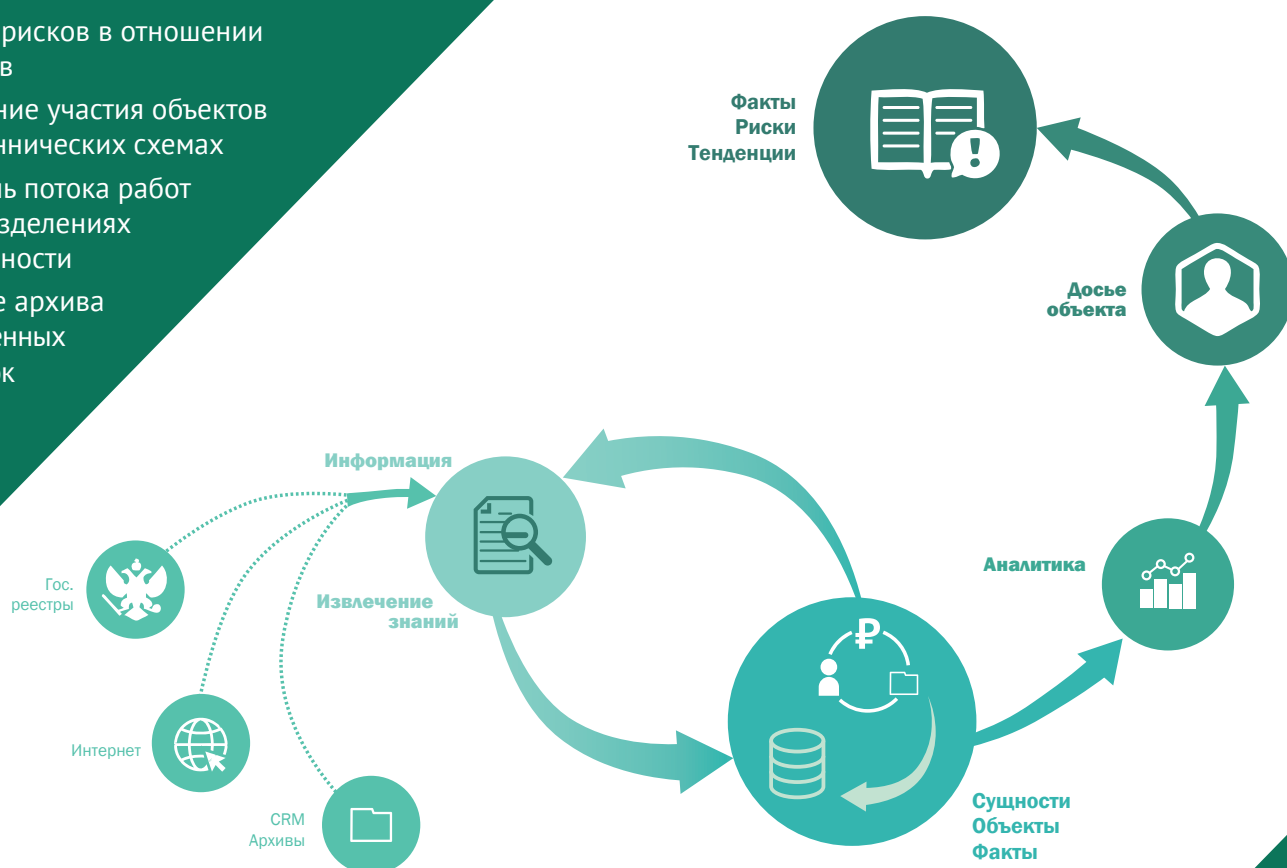 рисков в отношении
в
ние участия объектов
ннических схемах
ь потока работ
зделениях
ности
е архива
енных
к
Факты
Риски
Тенденции
Досье
объекта
Информация
Извлечение
знаний
Аналитика
Гос.
реестры
Интернет
CRM
Архивы
Сущности
Объекты
Факты
₽